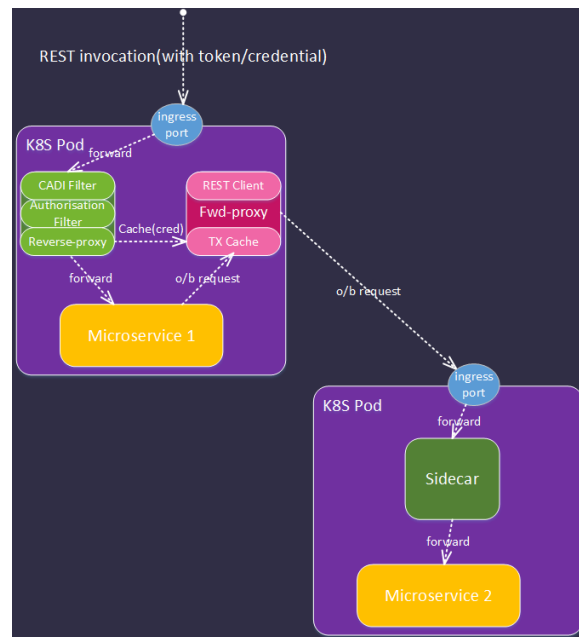 REST invocation(with token/credential)
ingress
port
K8S Pod
forward
CADI Filter
Authorisation
Filter
Reverse-proxy
Cache(cred)
REST Client
Fwd-proxy
TX Cache
forward
o/b request
Microservice 1
o/b request
ingress
port
K8S Pod
forward
Sidecar
forward
Microservice 2